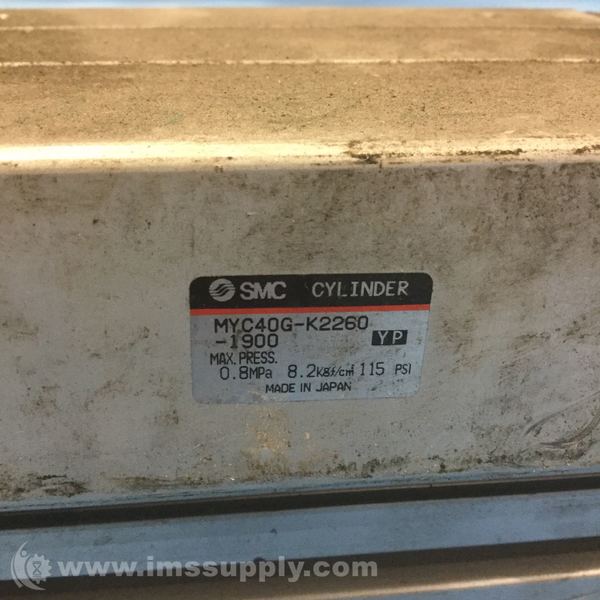 SMC CYLINDER
MYC40G-K2260
-1900 YP
MAX. PRESS.
0.8MPa 8.2kgf/cm² 115 PSI
MADE IN JAPAN
www.imssupply.com